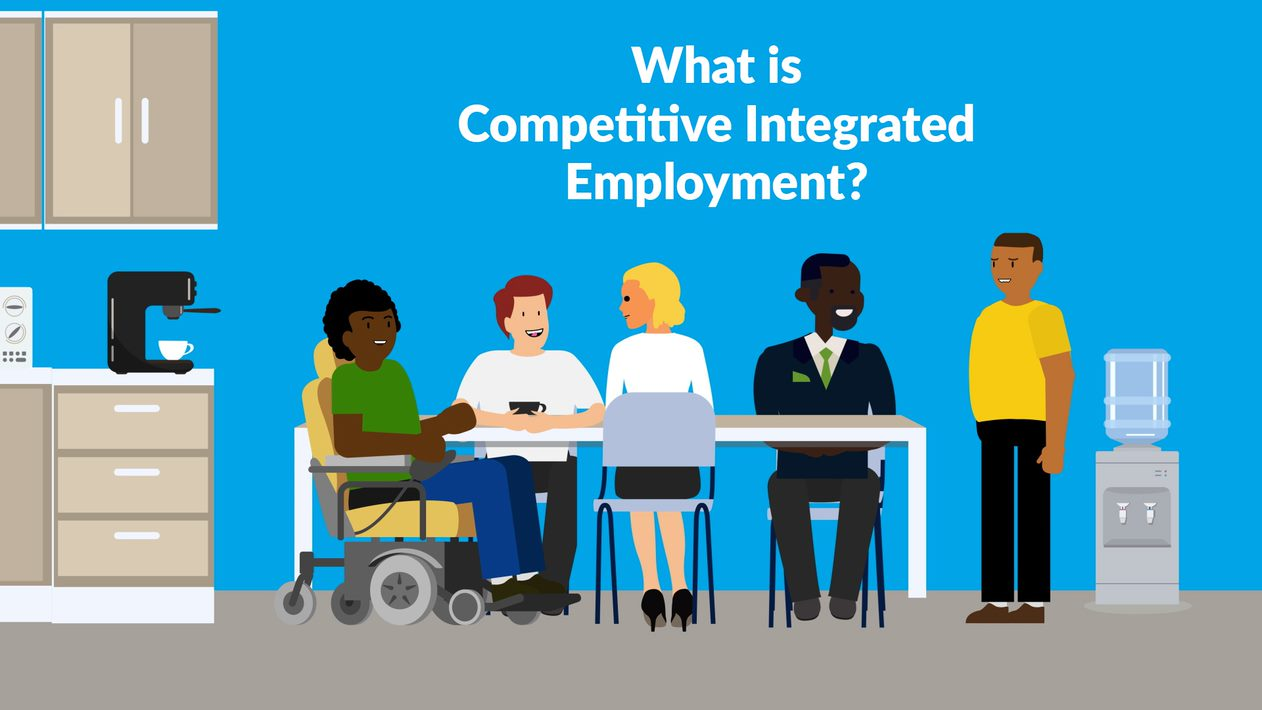 What is
Competitive Integrated
Employment?